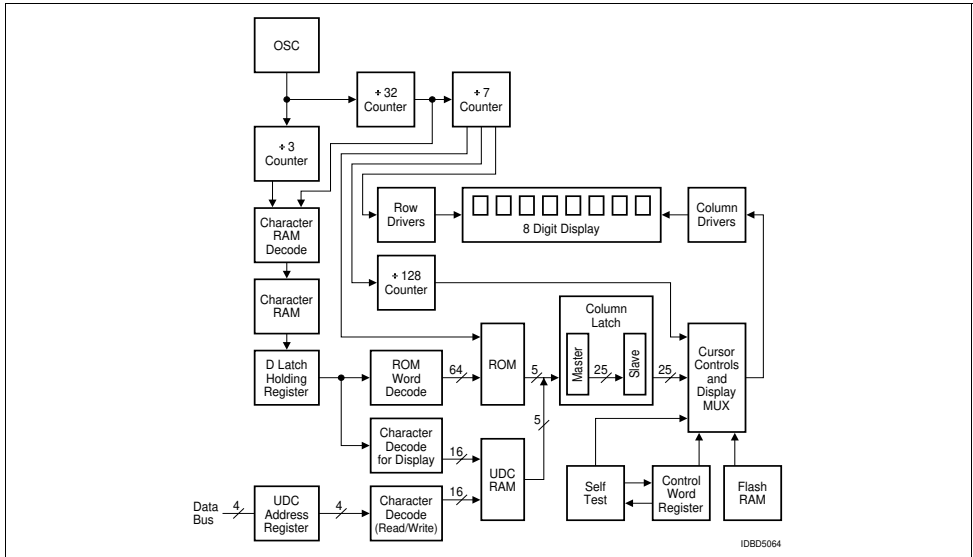 OSC
÷ 32
Counter
÷ 7
Counter
÷ 3
Counter
Character
RAM
Decode
Row
Drivers
8 Digit Display
Column
Drivers
÷ 128
Counter
Character
RAM
Column
Latch
Master
25
Slave
25
Cursor
Controls
and
Display
MUX
D Latch
Holding
Register
ROM
Word
Decode
64
ROM
5
5
Character
Decode
for Display
16
UDC
RAM
Data
Bus
4
UDC
Address
Register
4
Character
Decode
(Read/Write)
16
Self
Test
Control
Word
Register
Flash
RAM
IDBD5064